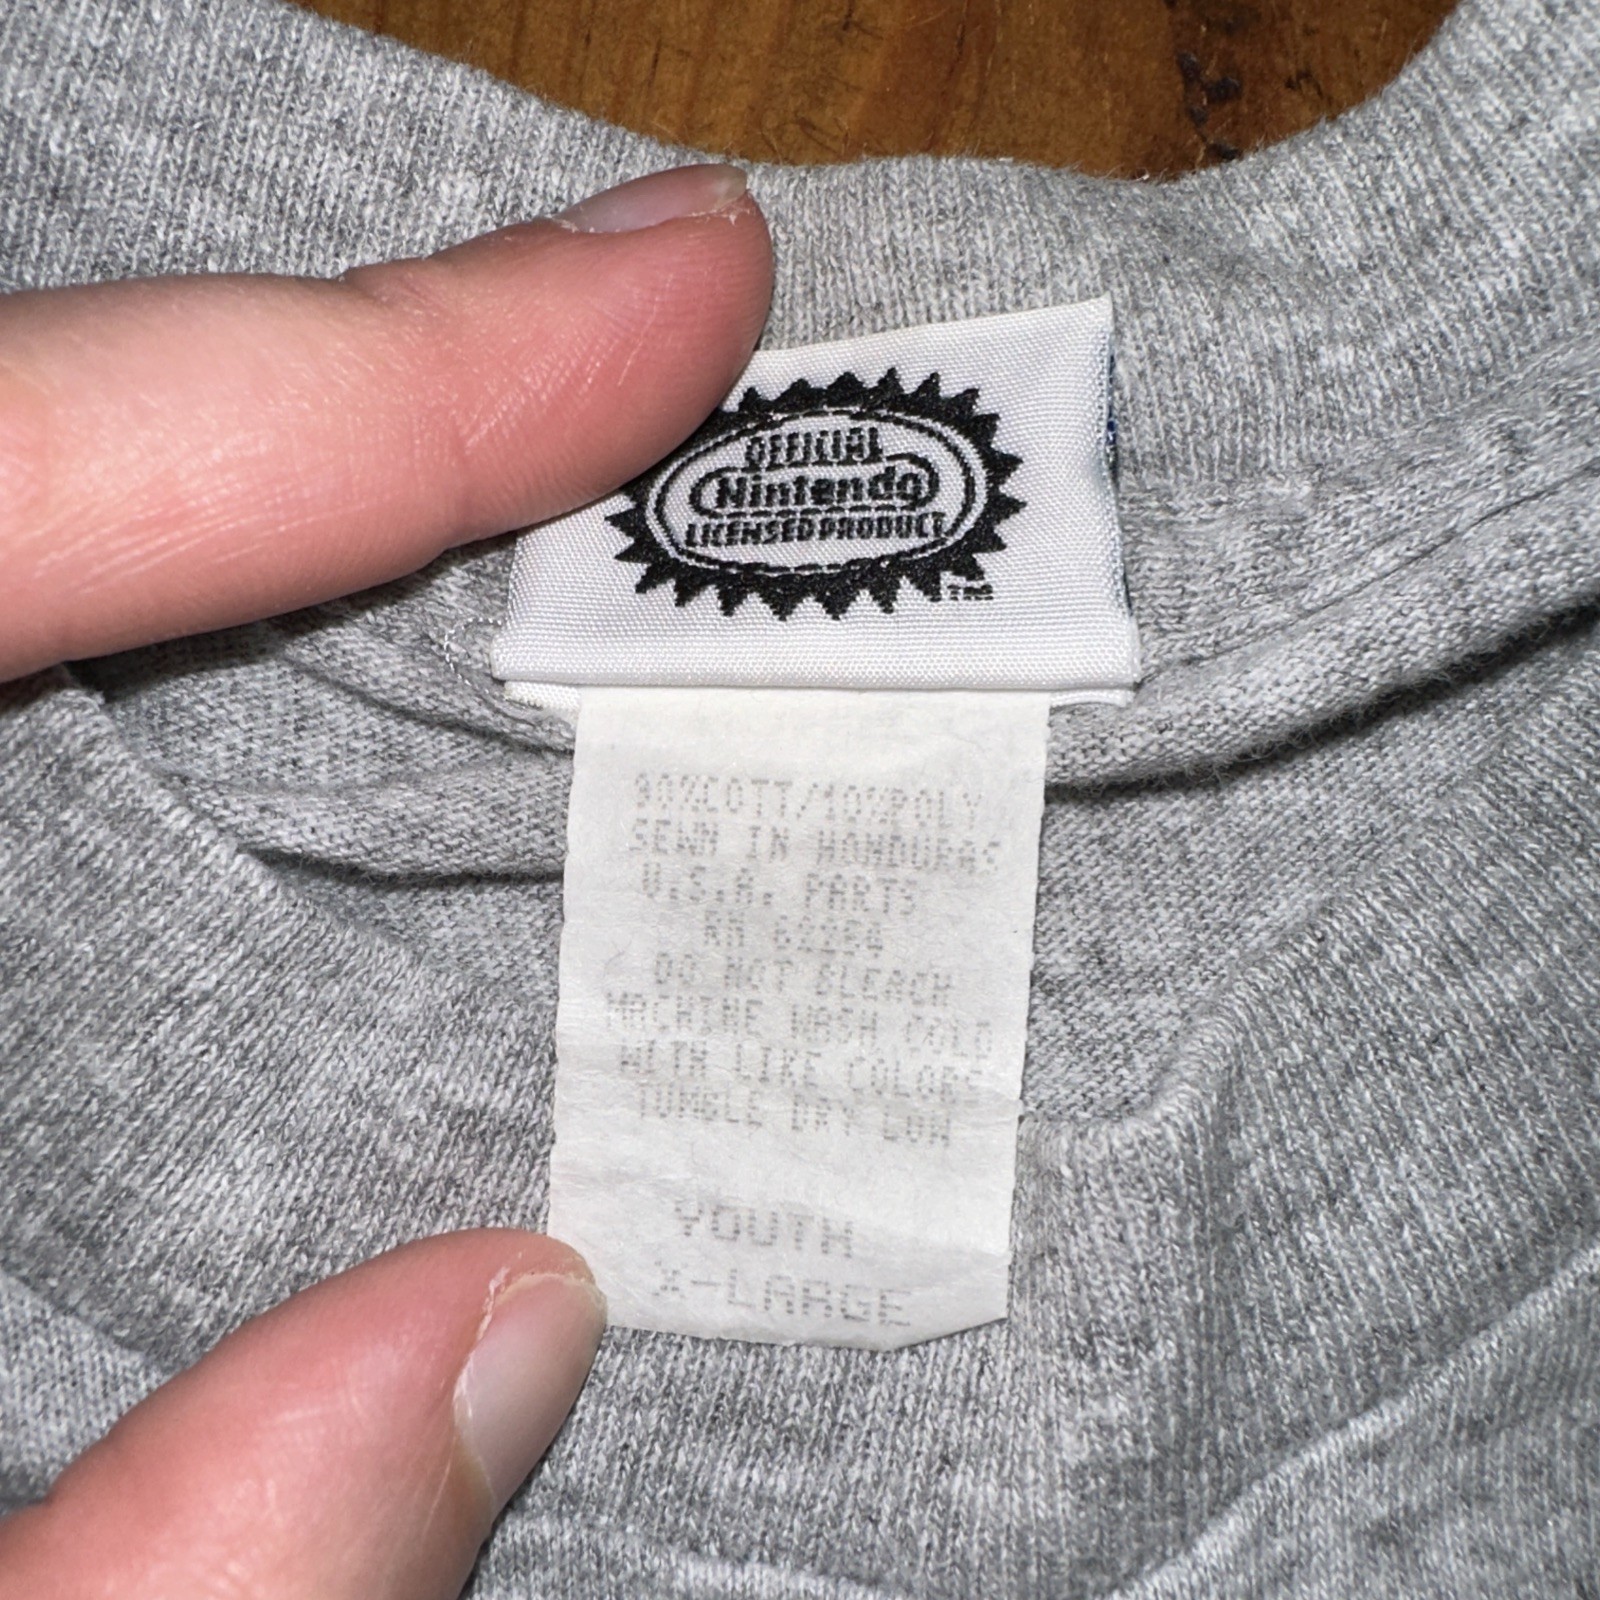 OFFICIAL
Nintendo
LICENSED PRODUCT
TM
90%COTT/10%POLY
SEWN IN HONDURAS
U.S.A. PARTS
RN
DO NOT BLEACH
MACHINE WASH COLD
WITH LIKE COLORS
TUMBLE DRY LOW
YOUTH
X-LARGE